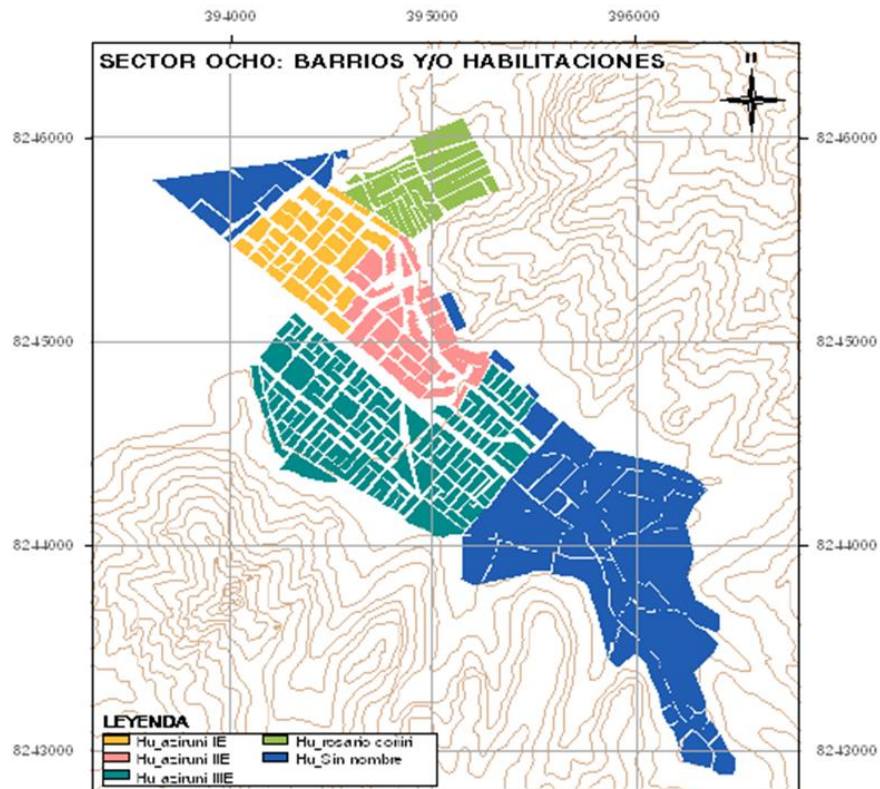 394000 395000 396000
SECTOR OCHO: BARRIOS Y/O HABILITACIONES
8246000 8246000
8245000 8245000
8244000 8244000
8243000 8243000
LEYENDA
Hu_aziruni IE Hu_rosario
Hu_aziruni IIE Hu_Sin nombre
Hu_aziruni IIIE